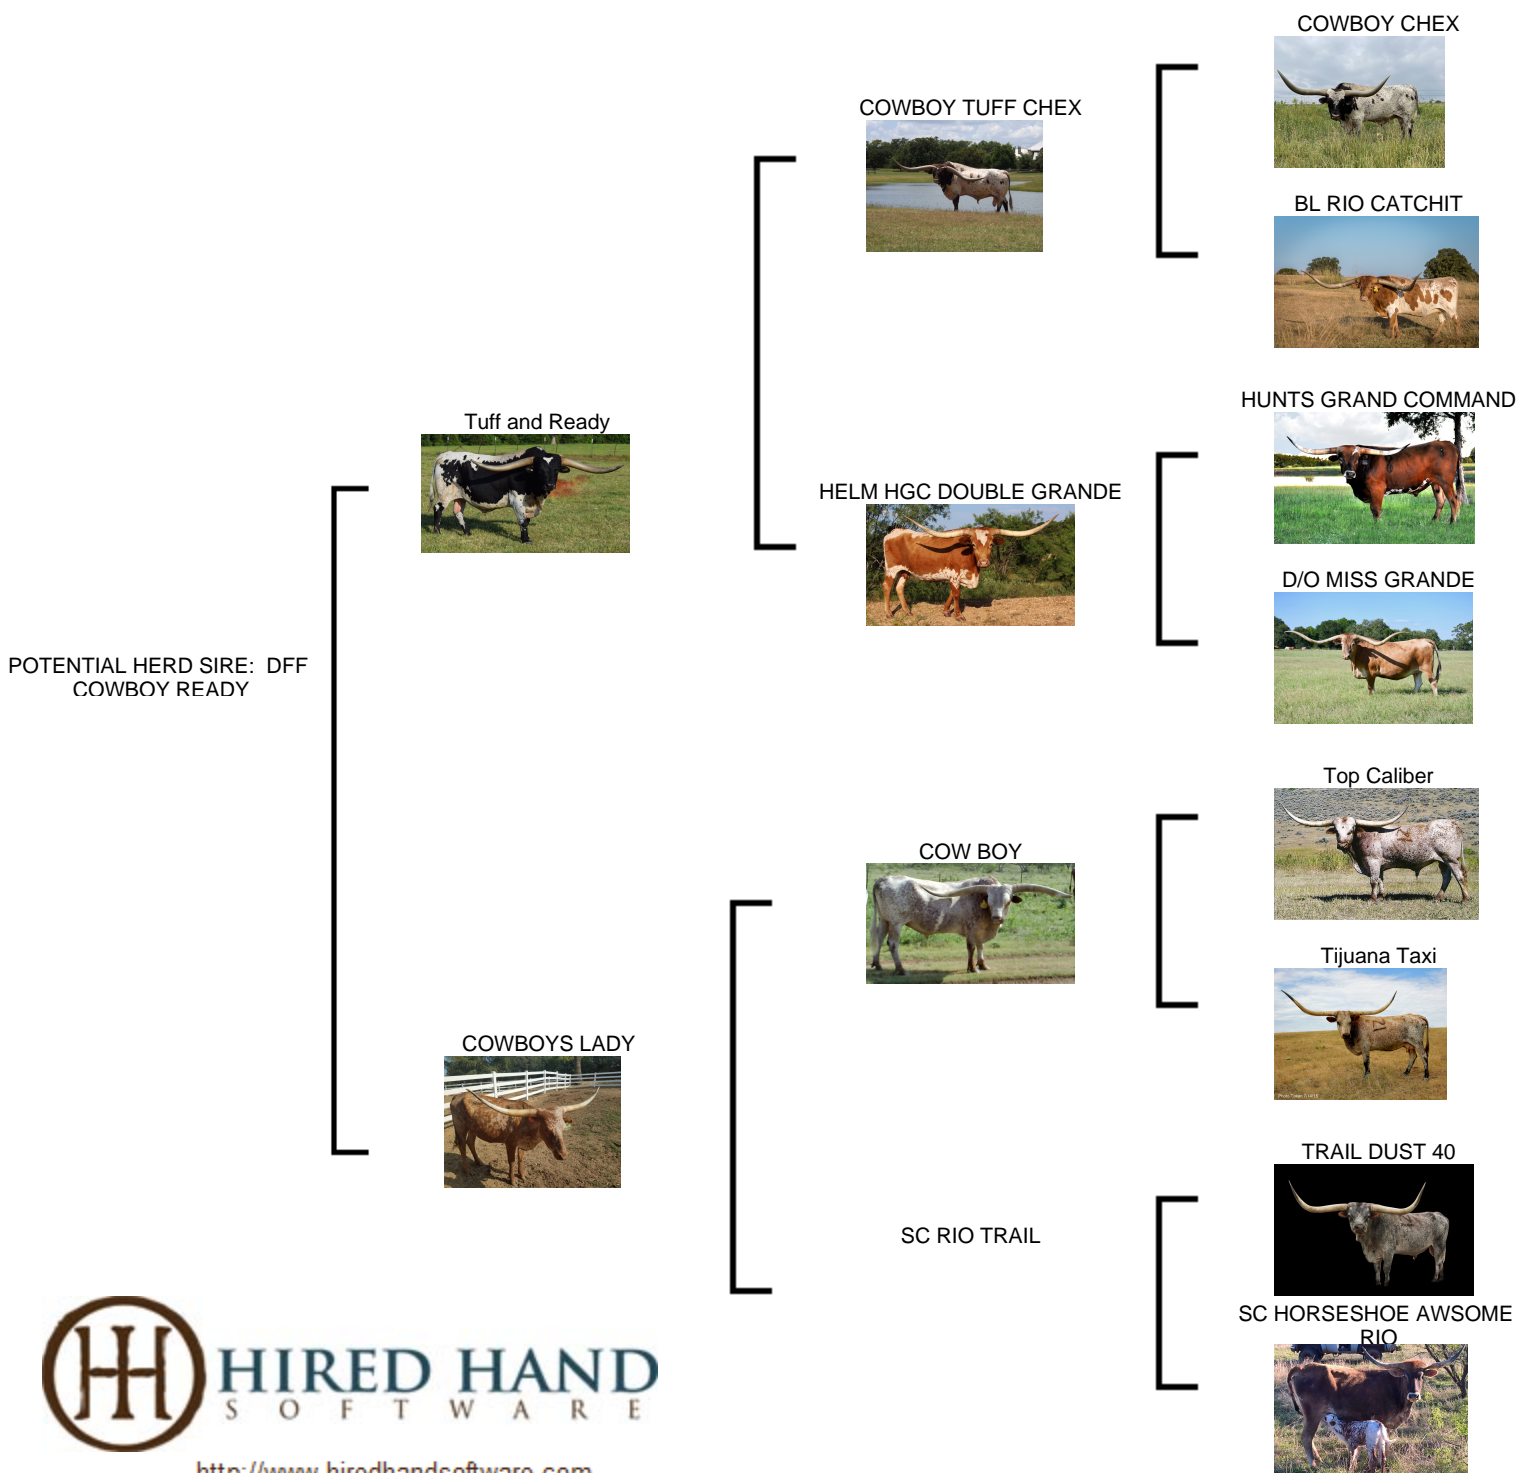 COWBOY CHEX
COWBOY TUFF CHEX
BL RIO CATCHIT
HUNTS GRAND COMMAND
Tuff and Ready
HELM HGC DOUBLE GRANDE
D/O MISS GRANDE
POTENTIAL HERD SIRE: DFF
COWBOY READY
Top Caliber
COW BOY
Tijuana Taxi
COWBOYS LADY
TRAIL DUST 40
SC RIO TRAIL
SC HORSESHOE AWSOME
RIO
HIRED HAND
SOFTWARE
http://www.hiredhandsoftware.com